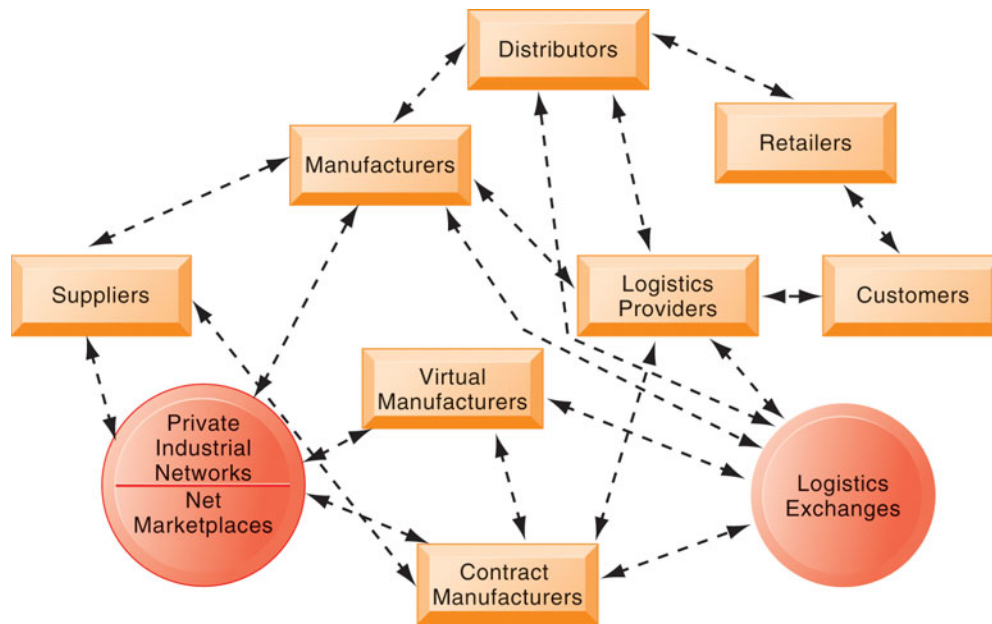 Distributors
Retailers
Manufacturers
Suppliers
Logistics
Providers
Customers
Virtual
Manufacturers
Private
Industrial
Networks
Net
Marketplaces
Logistics
Exchanges
Contract
Manufacturers